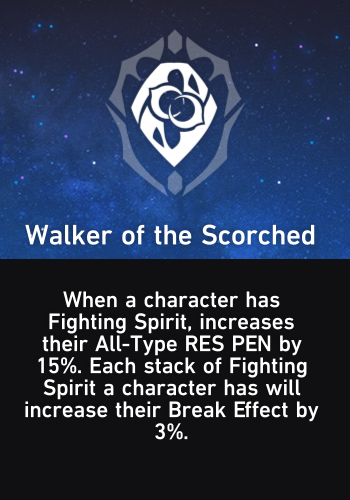 Walker of the Scorched
When a character has
Fighting Spirit, increases
their All-Type RES PEN by
15%. Each stack of Fighting
Spirit a character has will
increase their Break Effect by
3%.